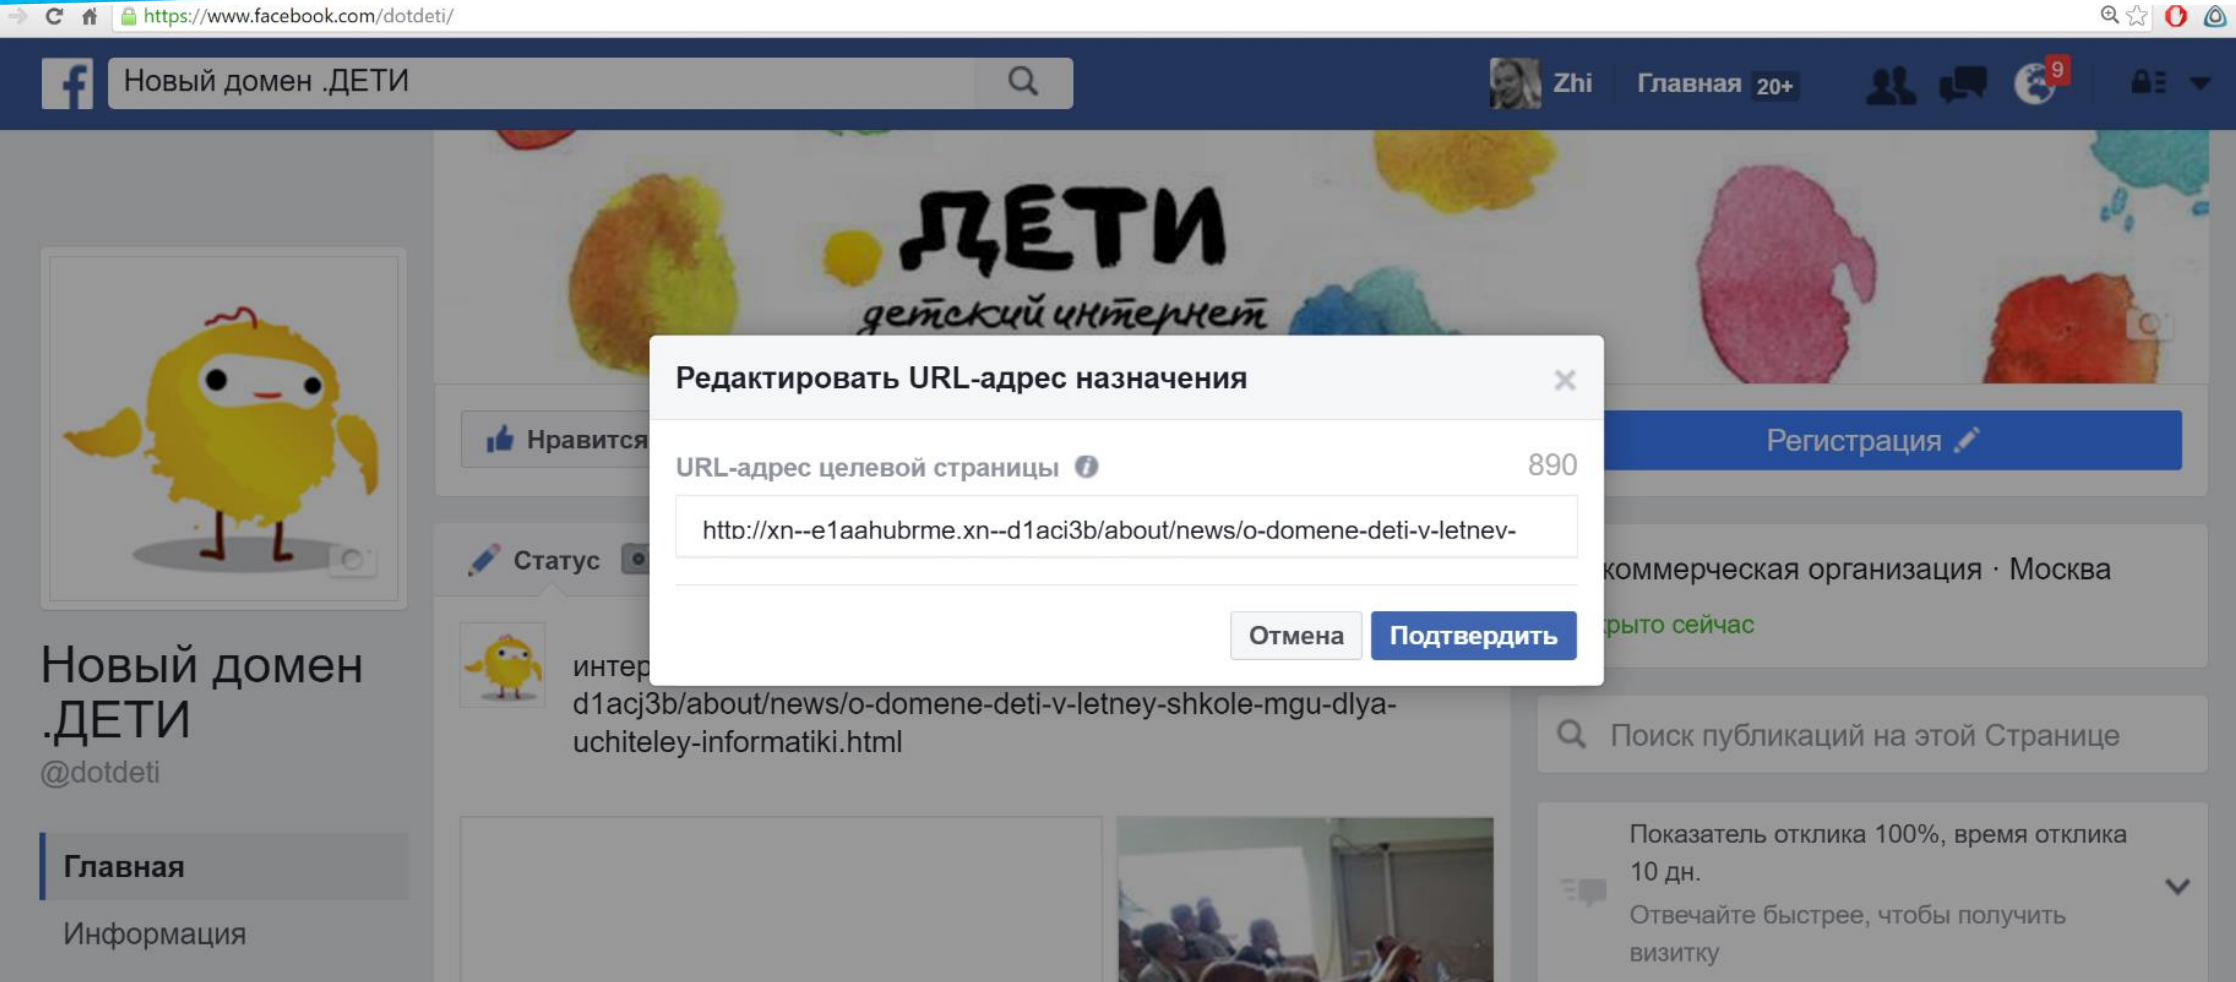 https://www.facebook.com/dotdeti/
Новый домен .ДЕТИ
Zhi
Главная 20+
9
.ДЕТИ
детский интернет
Редактировать URL-адрес назначения
Нравится
Регистрация
URL-адрес целевой страницы
890
http://xn--e1aahubrme.xn--d1acj3b/about/news/o-domene-deti-v-letney-
Статус
коммерческая организация · Москва
сейчас
Отмена
Подтвердить
Новый домен
.ДЕТИ
@dotdeti
d1acj3b/about/news/o-domene-deti-v-letney-shkole-mgu-dlya-
uchiteley-informatiki.html
Поиск публикаций на этой Странице
Главная
Информация
Показатель отклика 100%, время отклика
10 дн.
Отвечайте быстрее, чтобы получить
визитку